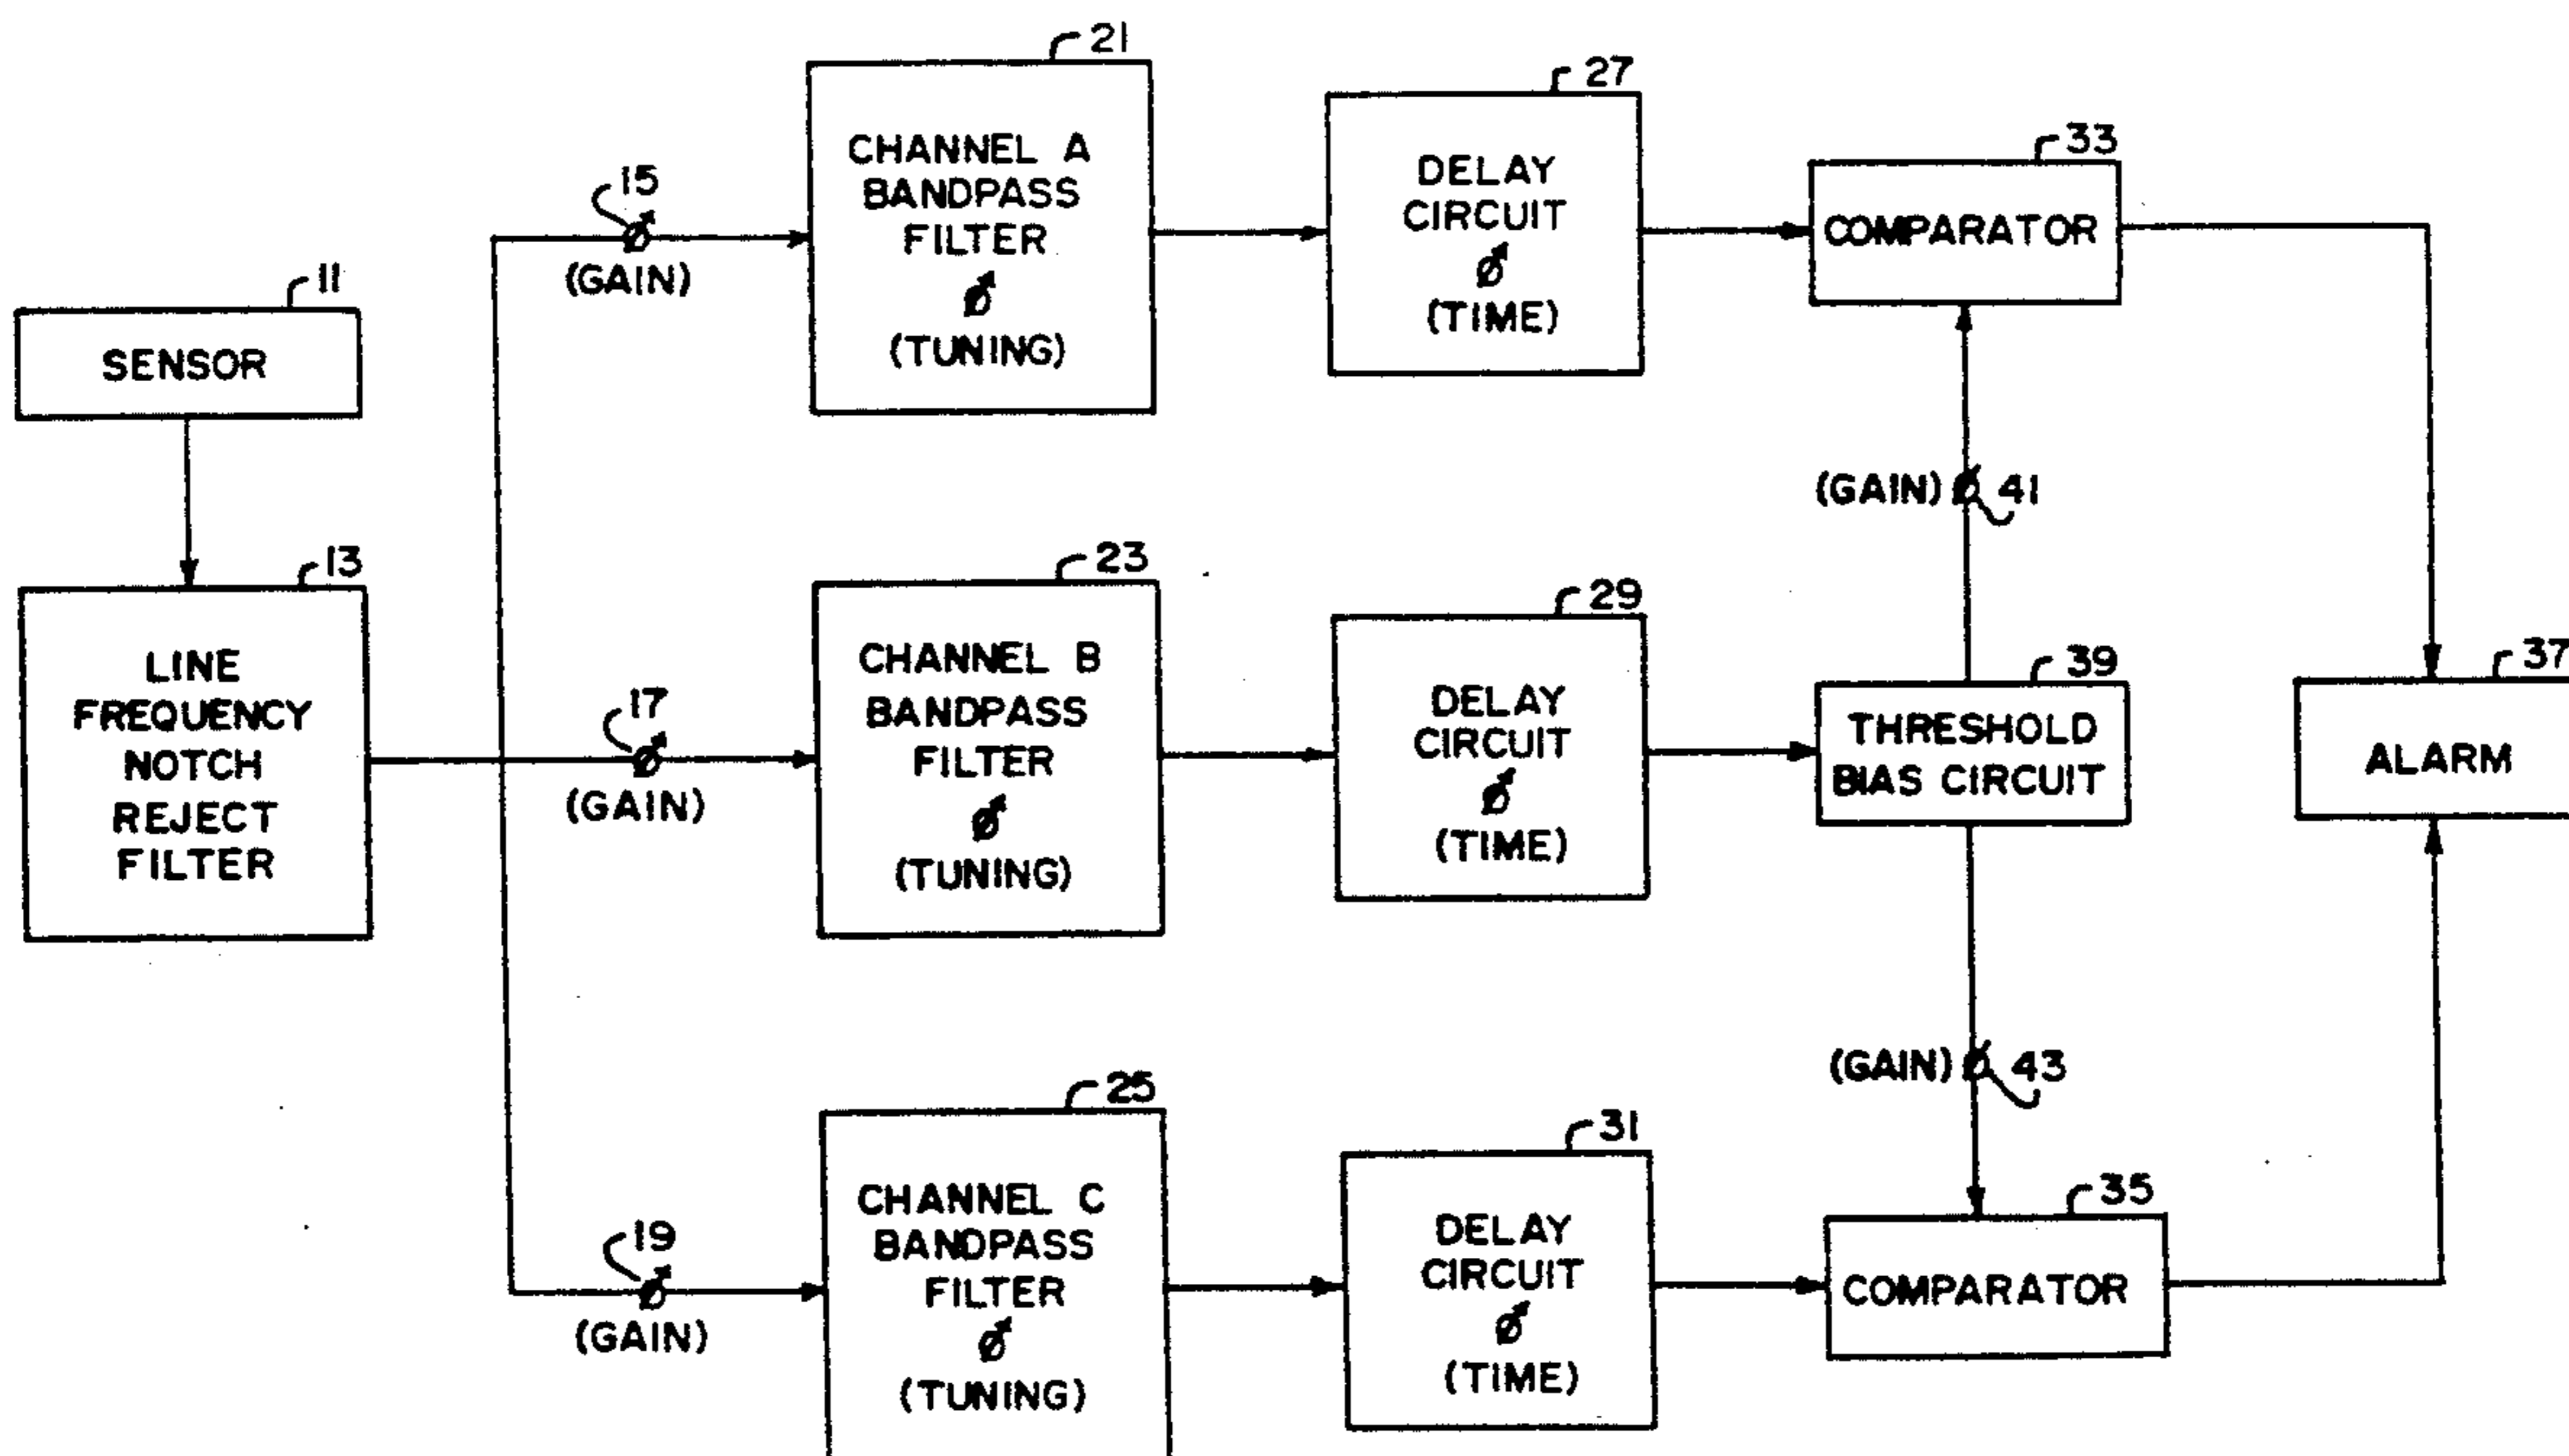 11
SENSOR
13
LINE
FREQUENCY
NOTCH
REJECT
FILTER
15
(GAIN)
21
CHANNEL A
BANDPASS
FILTER
(TUNING)
27
DELAY
CIRCUIT
(TIME)
33
COMPARATOR
(GAIN) 41
17
(GAIN)
23
CHANNEL B
BANDPASS
FILTER
(TUNING)
29
DELAY
CIRCUIT
(TIME)
39
THRESHOLD
BIAS CIRCUIT
37
ALARM
(GAIN) 43
19
(GAIN)
25
CHANNEL C
BANDPASS
FILTER
(TUNING)
31
DELAY
CIRCUIT
(TIME)
35
COMPARATOR